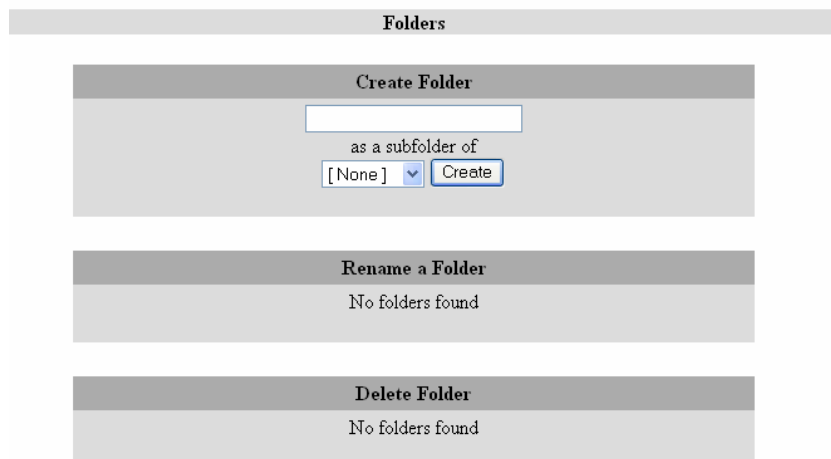 Folders
Create Folder
as a subfolder of
[ None ] Create
Rename a Folder
No folders found
Delete Folder
No folders found